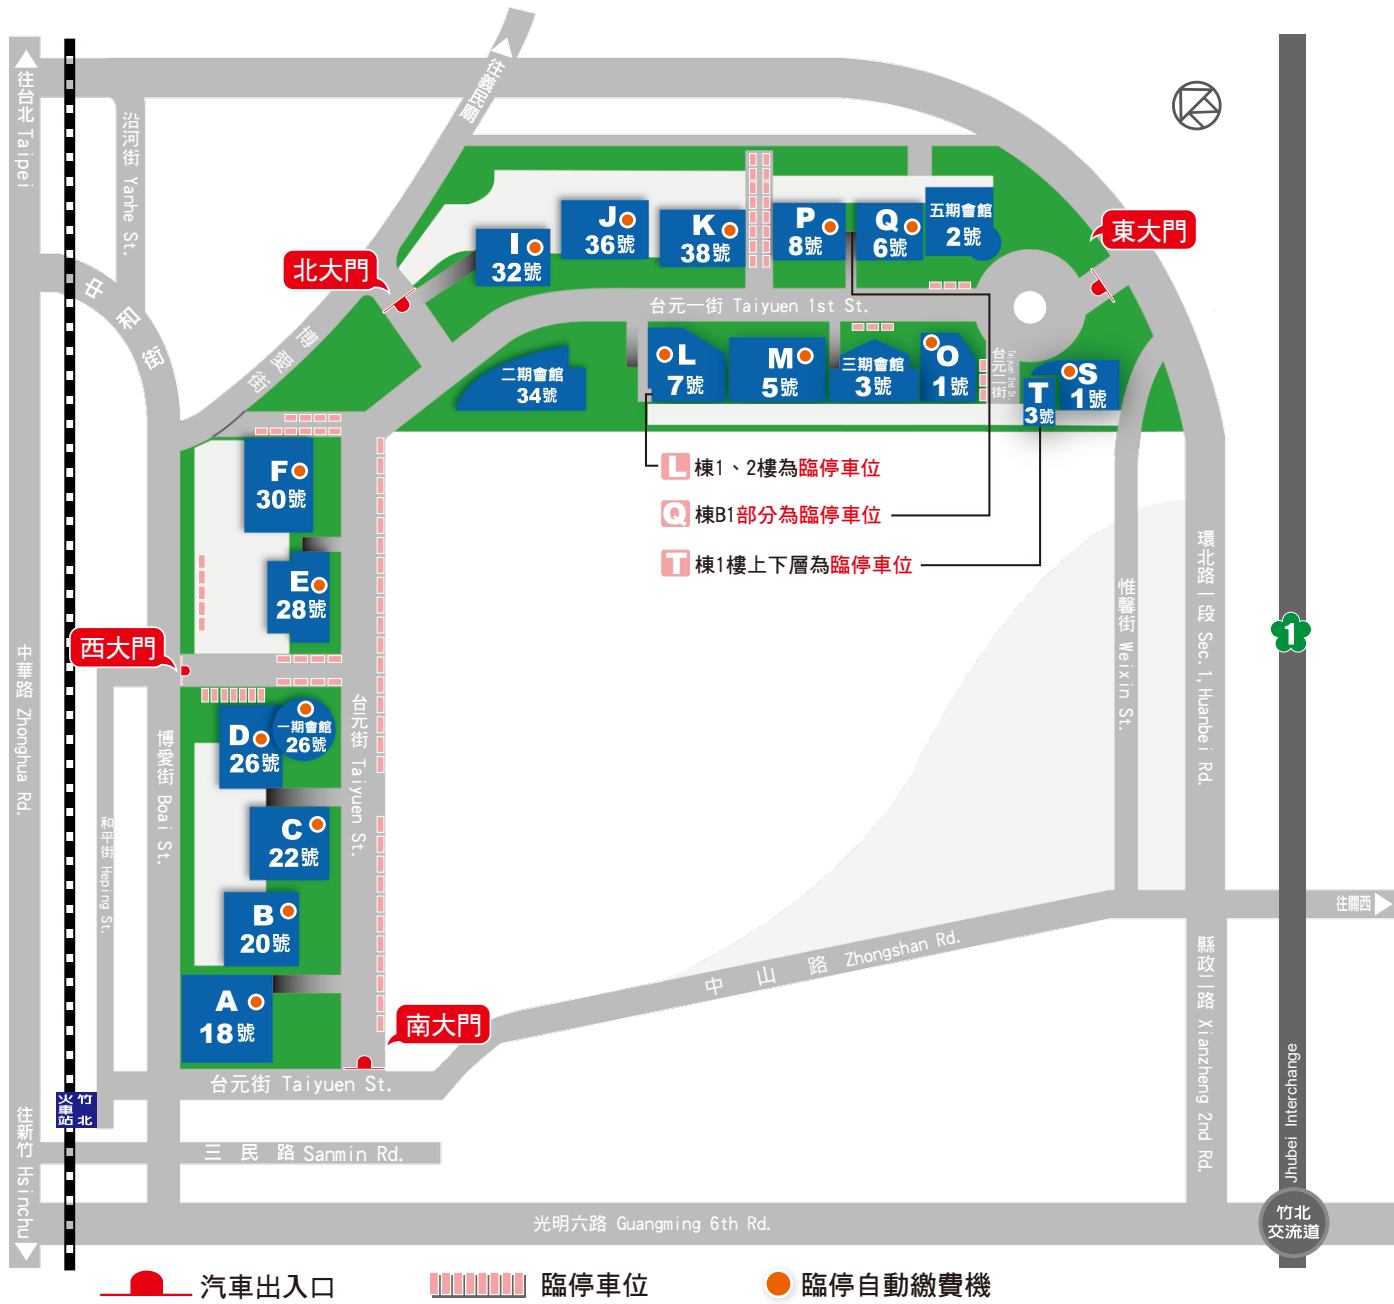 往台北 Taipei
沿河街 Yanhe St.
往義民廟
中和街
博愛街
北大門
東大門
I
32號
J
36號
K
38號
P
8號
Q
6號
五期會館
2號
台元一街 Taiyuen 1st St.
二期會館
34號
L
7號
M
5號
三期會館
3號
O
1號
台元二街 Taiyuen 2nd St.
T
3號
S
1號
L 棟1、2樓為臨停車位
Q 棟B1部分為臨停車位
T 棟1樓上下層為臨停車位
F
30號
E
28號
西大門
D
26號
一期會館
26號
C
22號
B
20號
A
18號
台元街 Taiyuen St.
博愛街 Boai St.
和平街 Heping St.
中華路 Zhonghua Rd.
惟馨街 Weixin St.
環北路一段 Sec. 1, Huanbei Rd.
1
往關西
中山路 Zhongshan Rd.
縣政二路 Xianzheng 2nd Rd.
Jhubei Interchange
南大門
台元街 Taiyuen St.
竹北
火車站
三民路 Sanmin Rd.
往新竹 Hsinchu
光明六路 Guangming 6th Rd.
竹北
交流道
汽車出入口
臨停車位
臨停自動繳費機